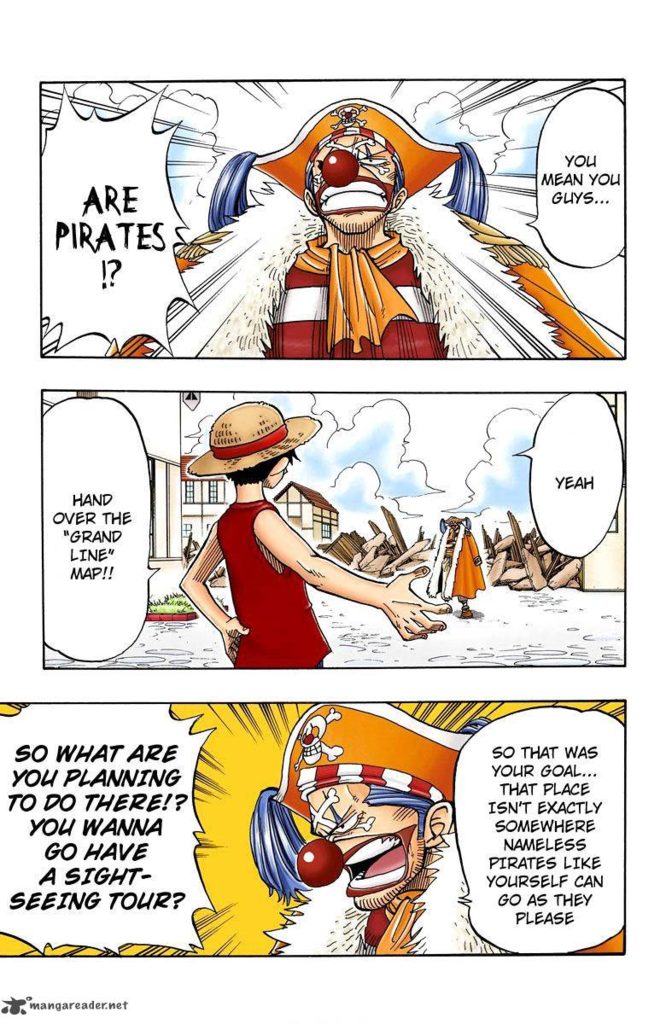 YOU
MEAN YOU
GUYS...
ARE
PIRATES
!?
YEAH
HAND
OVER THE
"GRAND
LINE"
MAP!!
SO THAT WAS
YOUR GOAL...
THAT PLACE
ISN'T EXACTLY
SOMEWHERE
NAMELESS
PIRATES LIKE
YOURSELF CAN
GO AS THEY
PLEASE
SO WHAT ARE
YOU PLANNING
TO DO THERE!?
YOU WANNA
GO HAVE
A SIGHT-
SEEING TOUR?
mangareader.net